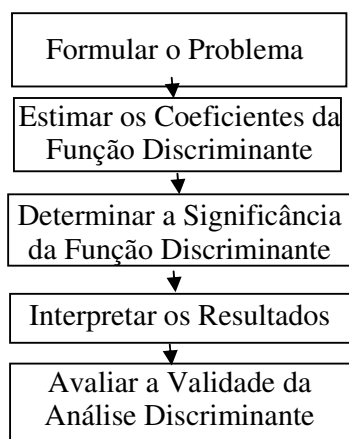 Formular o Problema
Estimar os Coeficientes da
Função Discriminante
Determinar a Significância
da Função Discriminante
Interpretar os Resultados
Avaliar a Validade da
Análise Discriminante